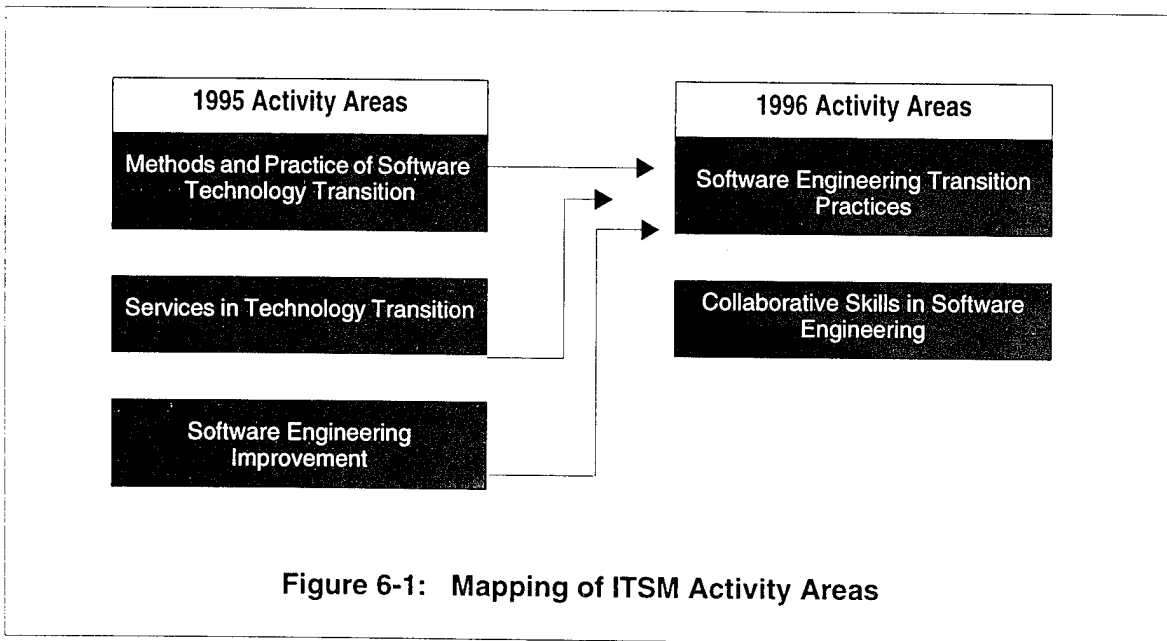 1995 Activity Areas
Methods and Practice of Software
Technology Transition
Services in Technology Transition
Software Engineering
Improvement
1996 Activity Areas
Software Engineering Transition
Practices
Collaborative Skills in Software
Engineering
Figure 6-1: Mapping of ITSM Activity Areas